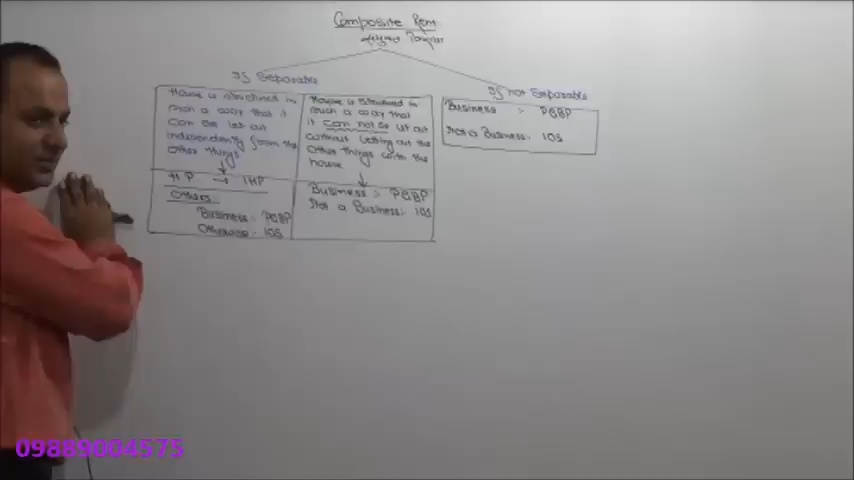 Composite Rent
If Separable
If not Separable
House is structured in
such a way that it
can be let out
independently from the
other things
House is structured in
such a way that
it can not be let out
without letting out the
other things with the
house
Business :- PGBP
Not a Business:- IOS
H P → IHP
Others
Business:- PGBP
Otherwise:- IOS
Business:- PGBP
Not a Business:- IOS
09889004575